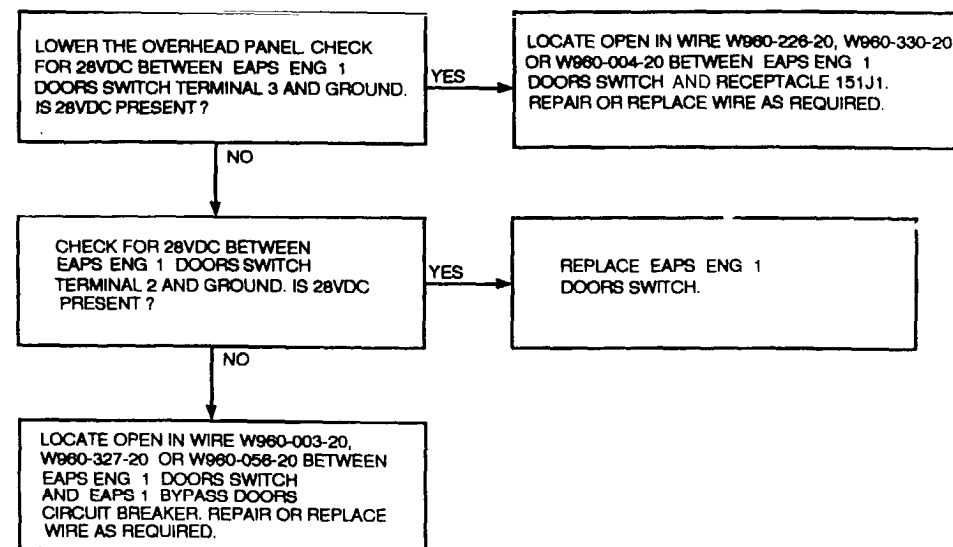 LOWER THE OVERHEAD PANEL. CHECK
FOR 28VDC BETWEEN EAPS ENG 1
DOORS SWITCH TERMINAL 3 AND GROUND.
IS 28VDC PRESENT ?
YES
LOCATE OPEN IN WIRE W960-226-20, W960-330-20
OR W960-004-20 BETWEEN EAPS ENG 1
DOORS SWITCH AND RECEPTACLE 151J1.
REPAIR OR REPLACE WIRE AS REQUIRED.
NO
CHECK FOR 28VDC BETWEEN
EAPS ENG 1 DOORS SWITCH
TERMINAL 2 AND GROUND. IS 28VDC
PRESENT ?
YES
REPLACE EAPS ENG 1
DOORS SWITCH.
NO
LOCATE OPEN IN WIRE W960-003-20,
W960-327-20 OR W960-056-20 BETWEEN
EAPS ENG 1 DOORS SWITCH
AND EAPS 1 BYPASS DOORS
CIRCUIT BREAKER. REPAIR OR REPLACE
WIRE AS REQUIRED.